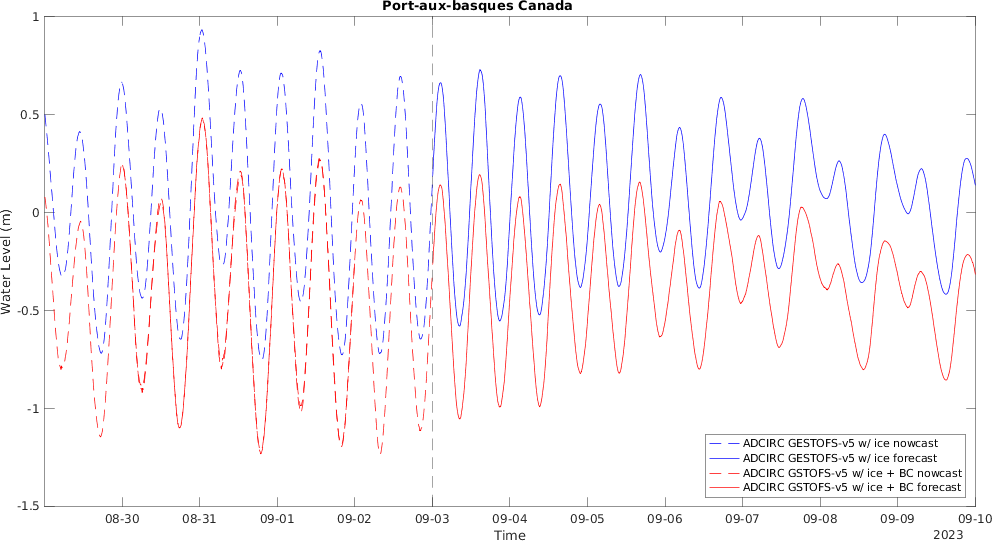 Port-aux-basques Canada
Water Level (m)
1
0.5
0
-0.5
-1
-1.5
ADCIRC GESTOFS-v5 w/ ice nowcast
ADCIRC GESTOFS-v5 w/ ice forecast
ADCIRC GSTOFS-v5 w/ ice + BC nowcast
ADCIRC GSTOFS-v5 w/ ice + BC forecast
08-30 08-31 09-01 09-02 09-03 09-04 09-05 09-06 09-07 09-08 09-09 09-10
Time
2023